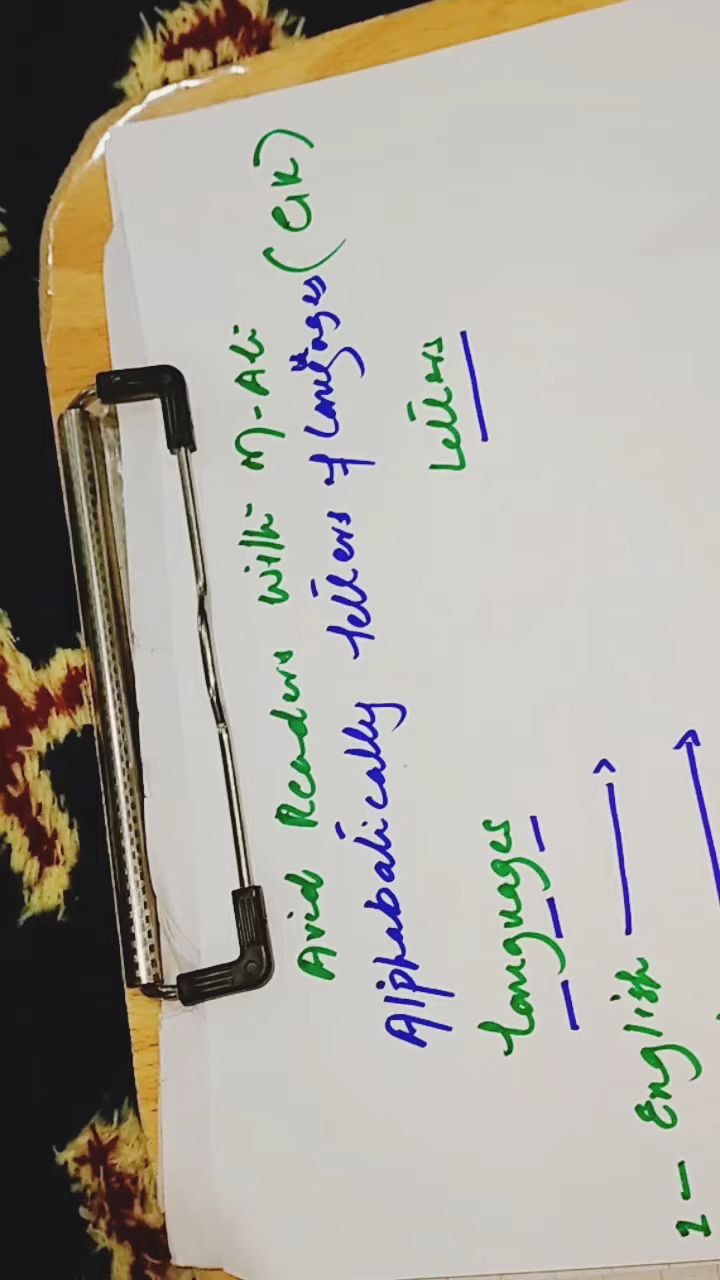 Avid Readers with M-Ali
Alphabatically letters of languages (GK)
Languages Letters
1- English →